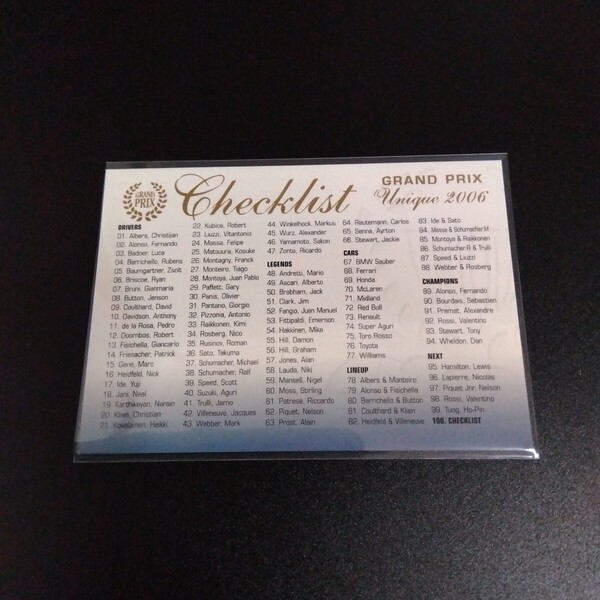 GRAND
PRIX
Checklist
GRAND PRIX
Unique 2006
DRIVERS
01. Albers, Christijan
02. Alonso, Fernando
03. Badoer, Luca
04. Barrichello, Rubens
05. Baumgartner, Zsolt
06. Briscoe, Ryan
07. Bruni, Gianmaria
08. Button, Jenson
09. Coulthard, David
10. Davidson, Anthony
11. de la Rosa, Pedro
12. Doornbos, Robert
13. Fisichella, Giancarlo
14. Friesacher, Patrick
15. Gene, Marc
16. Heidfeld, Nick
17. Ide, Yuji
18. Jani, Neel
19. Karthikeyan, Narain
20. Klien, Christian
21. Kovalainen, Heikki
22. Kubica, Robert
23. Liuzzi, Vitantonio
24. Massa, Felipe
25. Matsuura, Kosuke
26. Montagny, Franck
27. Monteiro, Tiago
28. Montoya, Juan Pablo
29. Paffett, Gary
30. Panis, Olivier
31. Pantano, Giorgio
32. Pizzonia, Antonio
33. Raikkonen, Kimi
34. Rosberg, Nico
35. Rusinov, Roman
36. Sato, Takuma
37. Schumacher, Michael
38. Schumacher, Ralf
39. Speed, Scott
40. Suzuki, Aguri
41. Trulli, Jarno
42. Villeneuve, Jacques
43. Webber, Mark
44. Winkelhock, Markus
45. Wurz, Alexander
46. Yamamoto, Sakon
47. Zonta, Ricardo
LEGENDS
48. Andretti, Mario
49. Ascari, Alberto
50. Brabham, Jack
51. Clark, Jim
52. Fangio, Juan Manuel
53. Fittipaldi, Emerson
54. Hakkinen, Mika
55. Hill, Damon
56. Hill, Graham
57. Jones, Alan
58. Lauda, Niki
59. Mansell, Nigel
60. Moss, Stirling
61. Patrese, Riccardo
62. Piquet, Nelson
63. Prost, Alain
64. Reutemann, Carlos
65. Senna, Ayrton
66. Stewart, Jackie
CARS
67. BMW Sauber
68. Ferrari
69. Honda
70. McLaren
71. Midland
72. Red Bull
73. Renault
74. Super Aguri
75. Toro Rosso
76. Toyota
77. Williams
LINEUP
78. Albers & Monteiro
79. Alonso & Fisichella
80. Barrichello & Button
81. Coulthard & Klien
82. Heidfeld & Villeneuve
83. Ide & Sato
84. Massa & Schumacher.M
85. Montoya & Raikkonen
86. Schumacher.R & Trulli
87. Speed & Liuzzi
88. Webber & Rosberg
CHAMPIONS
89. Alonso, Fernando
90. Bourdais, Sebastien
91. Premat, Alexandre
92. Rossi, Valentino
93. Stewart, Tony
94. Wheldon, Dan
NEXT
95. Hamilton, Lewis
96. Lapierre, Nicolas
97. Piquet Jnr, Nelson
98. Rossi, Valentino
99. Tung, Ho-Pin
100. CHECKLIST